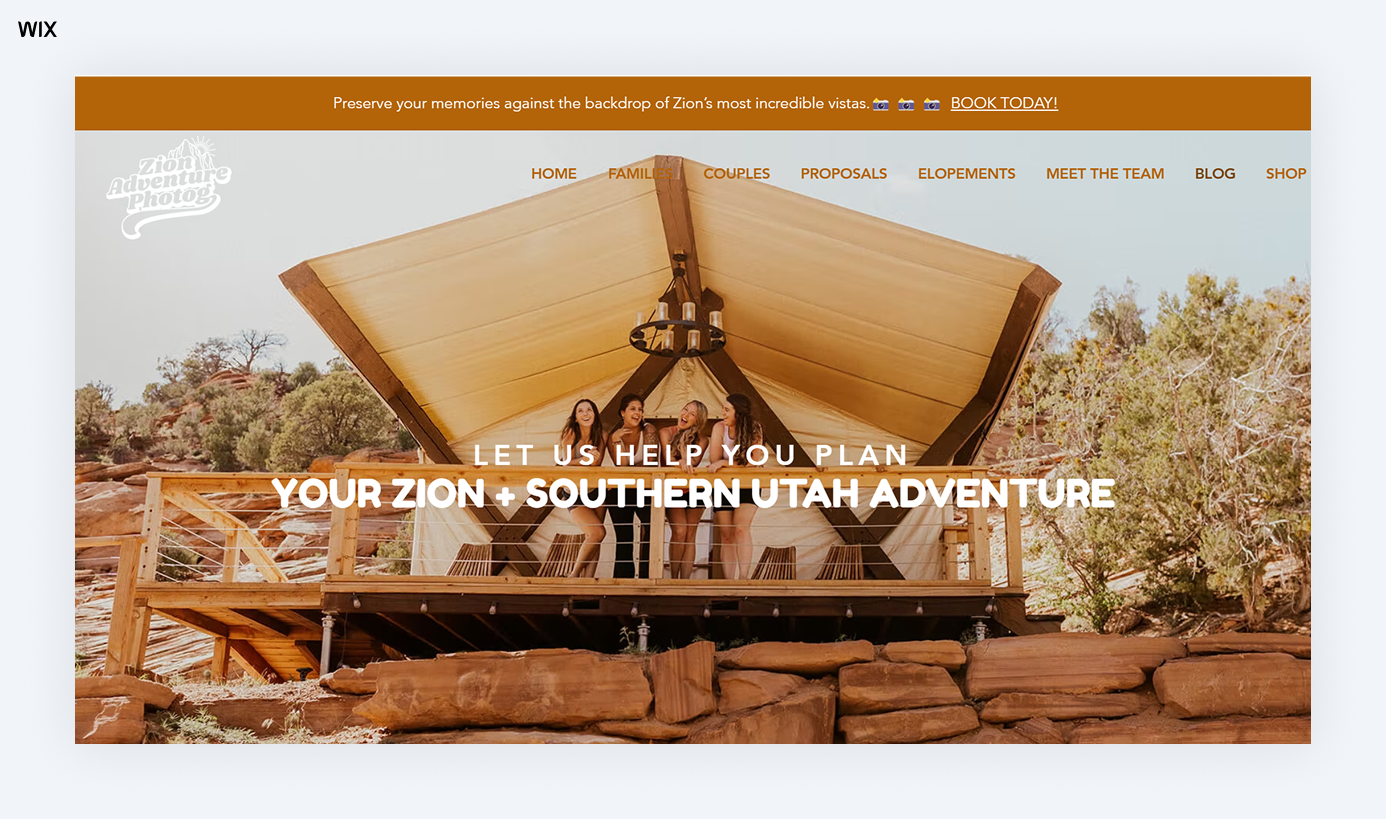 WIX
Preserve your memories against the backdrop of Zion's most incredible vistas. 📷 📷 📷 BOOK TODAY!
Zion
Adventure
Photog
HOME FAMILIES COUPLES PROPOSALS ELOPEMENTS MEET THE TEAM BLOG SHOP
LET US HELP YOU PLAN
YOUR ZION + SOUTHERN UTAH ADVENTURE